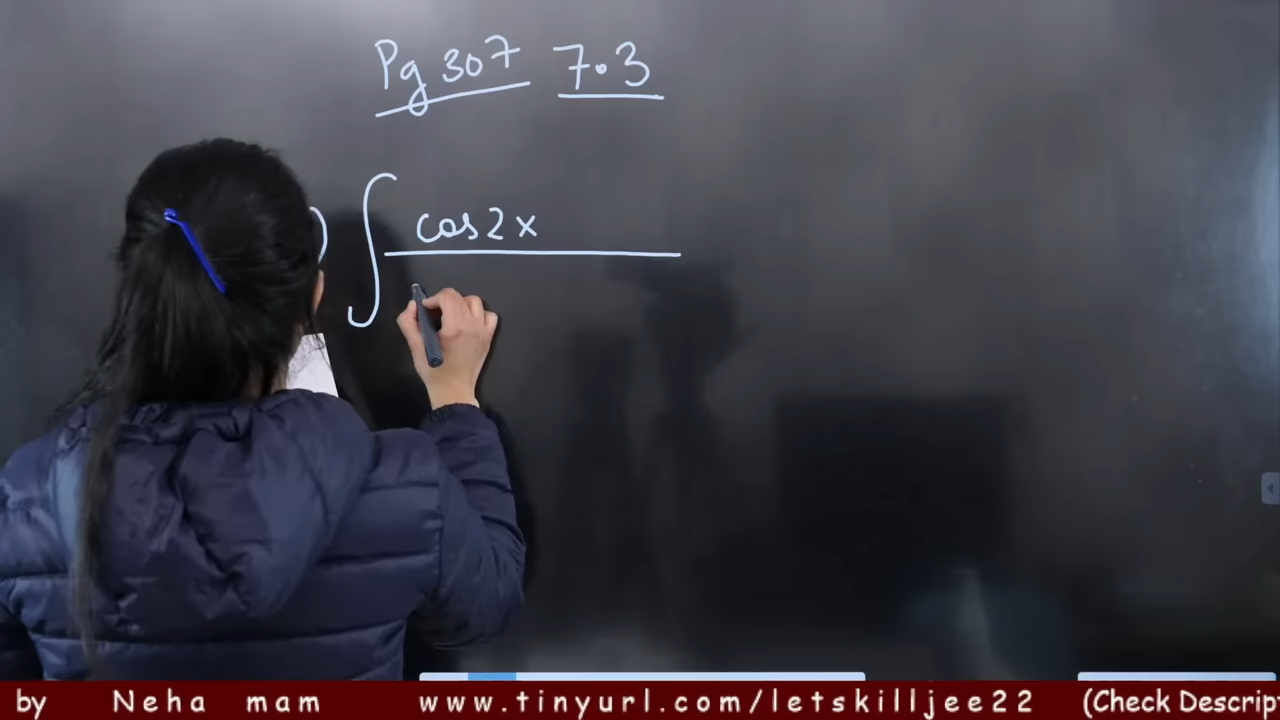 Pg 307 7.3
) ∫ cos2x
by Neha mam www.tinyurl.com/letskilljee22 (Check Descrip